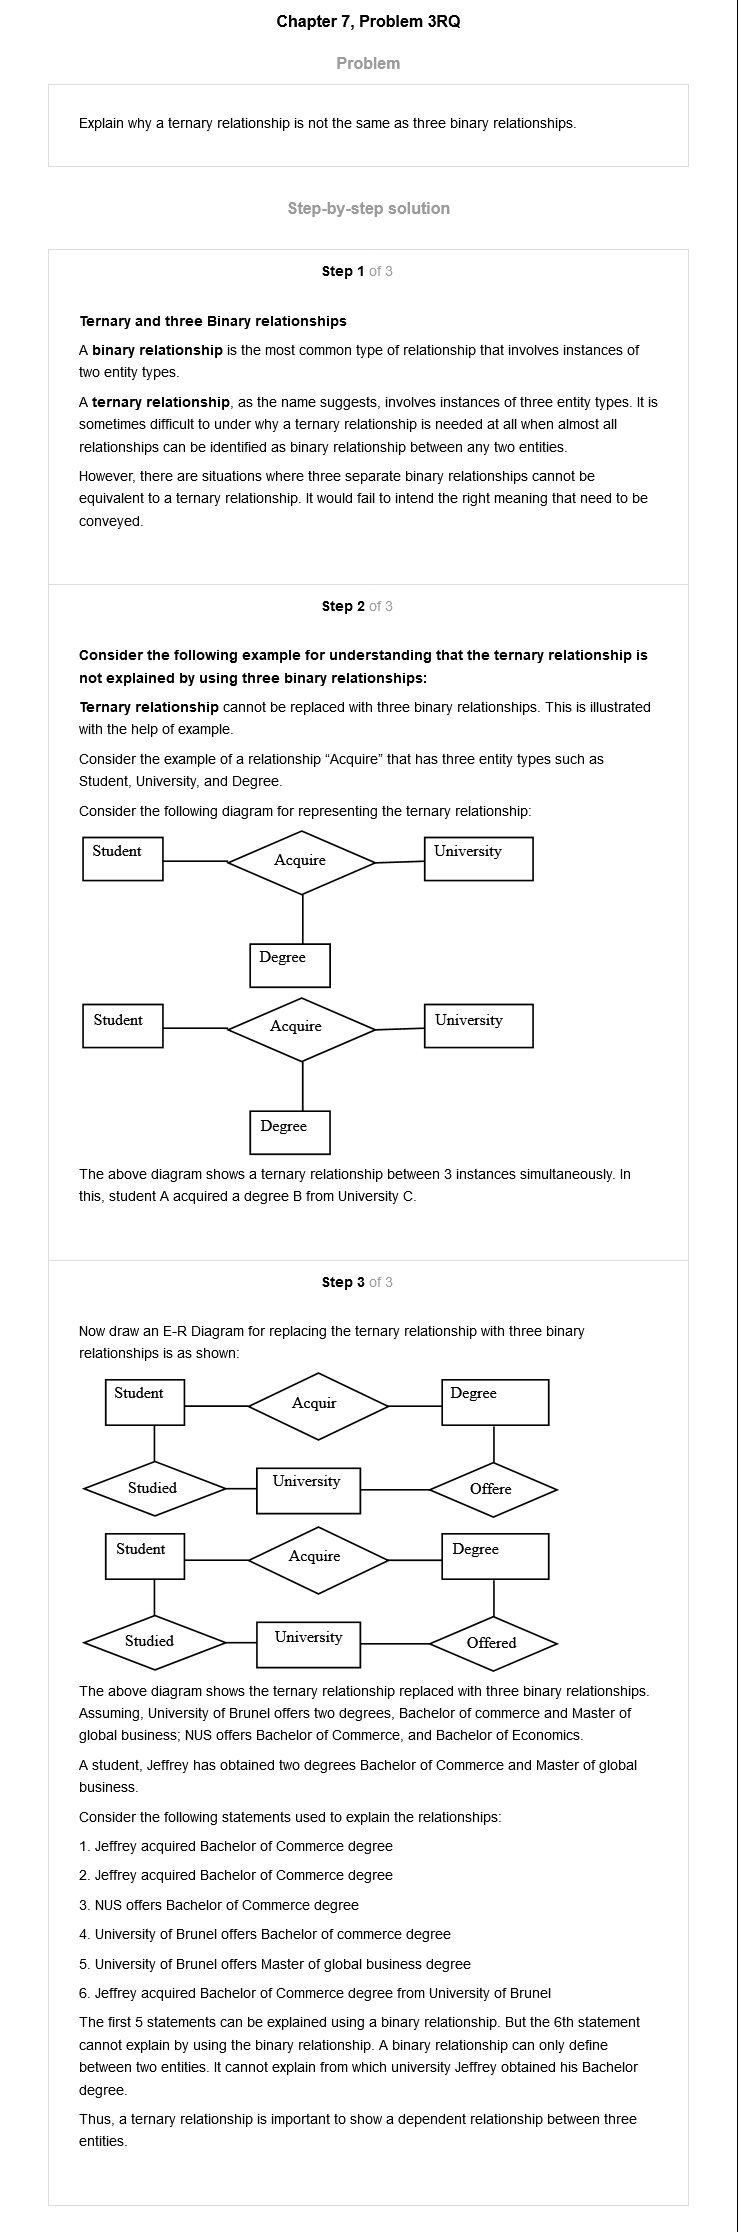 Chapter 7, Problem 3RQ
Problem
Explain why a ternary relationship is not the same as three binary relationships.
Step-by-step solution
Step 1 of 3
Ternary and three Binary relationships
A binary relationship is the most common type of relationship that involves instances of
two entity types.
A ternary relationship, as the name suggests, involves instances of three entity types. It is
sometimes difficult to under why a ternary relationship is needed at all when almost all
relationships can be identified as binary relationship between any two entities.
However, there are situations where three separate binary relationships cannot be
equivalent to a ternary relationship. It would fail to intend the right meaning that need to be
conveyed.
Step 2 of 3
Consider the following example for understanding that the ternary relationship is
not explained by using three binary relationships:
Ternary relationship cannot be replaced with three binary relationships. This is illustrated
with the help of example.
Consider the example of a relationship “Acquire” that has three entity types such as
Student, University, and Degree.
Consider the following diagram for representing the ternary relationship:
Student
Acquire
University
Degree
Student
Acquire
University
Degree
The above diagram shows a ternary relationship between 3 instances simultaneously. In
this, student A acquired a degree B from University C.
Step 3 of 3
Now draw an E-R Diagram for replacing the ternary relationship with three binary
relationships is as shown:
Student
Acquir
Degree
Studied
University
Offere
Student
Acquire
Degree
Studied
University
Offered
The above diagram shows the ternary relationship replaced with three binary relationships.
Assuming, University of Brunel offers two degrees, Bachelor of commerce and Master of
global business; NUS offers Bachelor of Commerce, and Bachelor of Economics.
A student, Jeffrey has obtained two degrees Bachelor of Commerce and Master of global
business.
Consider the following statements used to explain the relationships:
1. Jeffrey acquired Bachelor of Commerce degree
2. Jeffrey acquired Bachelor of Commerce degree
3. NUS offers Bachelor of Commerce degree
4. University of Brunel offers Bachelor of commerce degree
5. University of Brunel offers Master of global business degree
6. Jeffrey acquired Bachelor of Commerce degree from University of Brunel
The first 5 statements can be explained using a binary relationship. But the 6th statement
cannot explain by using the binary relationship. A binary relationship can only define
between two entities. It cannot explain from which university Jeffrey obtained his Bachelor
degree.
Thus, a ternary relationship is important to show a dependent relationship between three
entities.